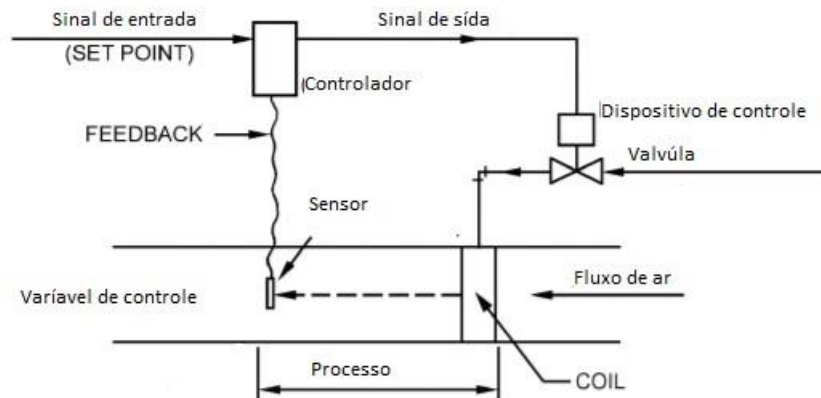 Sinal de entrada
(SET POINT)
Sinal de sída
Controlador
Dispositivo de controle
FEEDBACK
Valvúla
Sensor
Varíavel de controle
Fluxo de ar
Processo
COIL